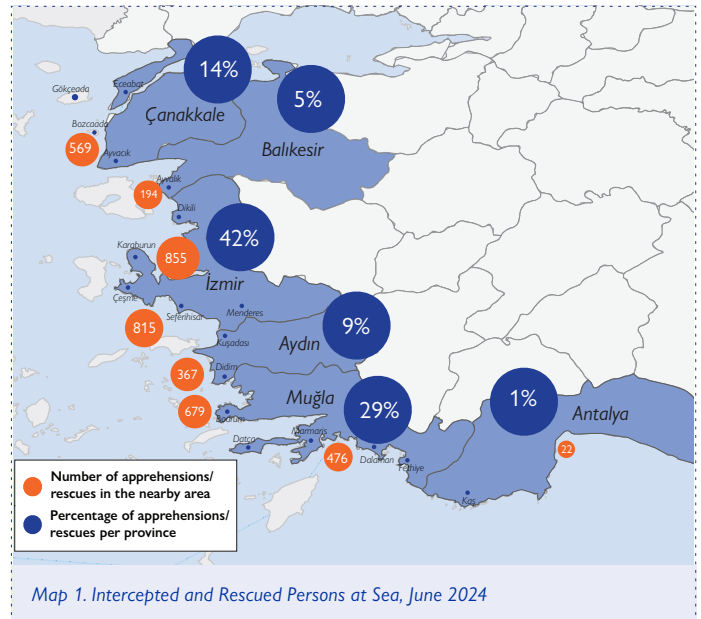 14%
Gökçeada
Eceabat
5%
Çanakkale
Bozcaada
569
Ayvacık
Balıkesir
Ayvalık
194
Dikili
42%
Karaburun
855
İzmir
Çeşme
Seferihisar
Menderes
815
9%
Kuşadası
Aydın
Didim
367
Muğla
1%
29%
679
Bodrum
Antalya
Marmaris
Datça
22
476
Dalaman
Fethiye
Kaş
Number of apprehensions/
rescues in the nearby area
Percentage of apprehensions/
rescues per province
Map 1. Intercepted and Rescued Persons at Sea, June 2024